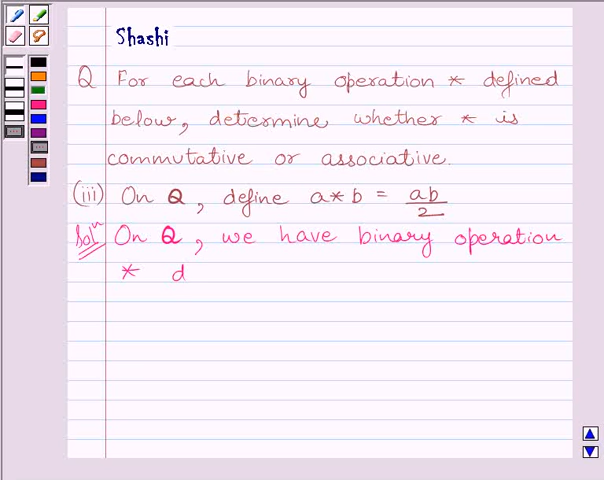 Shashi
Q For each binary operation * defined
below, determine whether * is
commutative or associative.
(iii) On Q, define a * b = ab/2
Solⁿ On Q, we have binary operation
* d